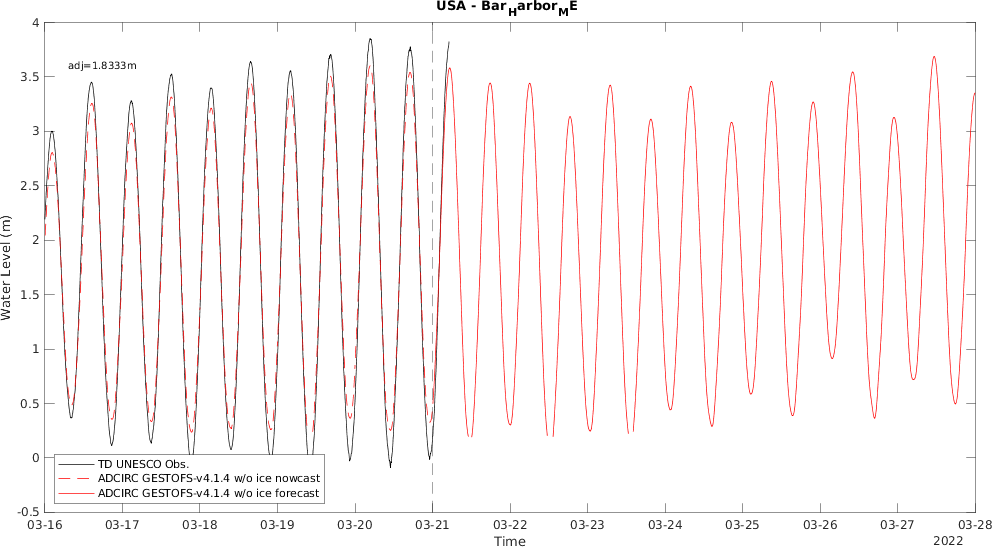 USA - Bar_Harbor_ME
4
3.5
3
2.5
2
1.5
1
0.5
0
-0.5
Water Level (m)
adj=1.8333m
TD UNESCO Obs.
ADCIRC GESTOFS-v4.1.4 w/o ice nowcast
ADCIRC GESTOFS-v4.1.4 w/o ice forecast
03-16 03-17 03-18 03-19 03-20 03-21 03-22 03-23 03-24 03-25 03-26 03-27 03-28
Time
2022